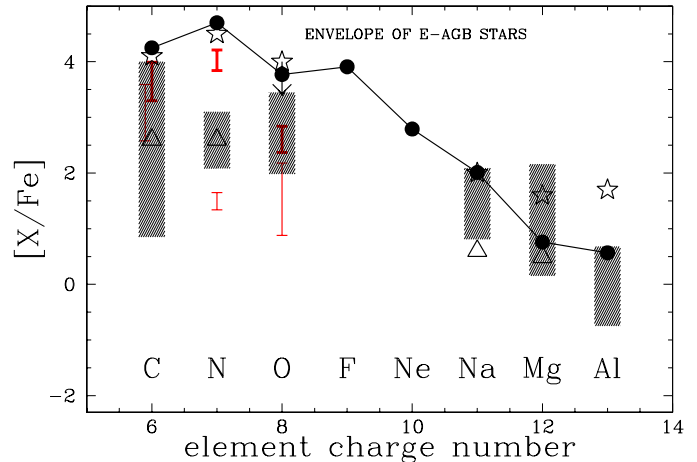 ENVELOPE OF E-AGB STARS
4
2
0
-2
[X/Fe]
C N O F Ne Na Mg Al
6 8 10 12 14
element charge number